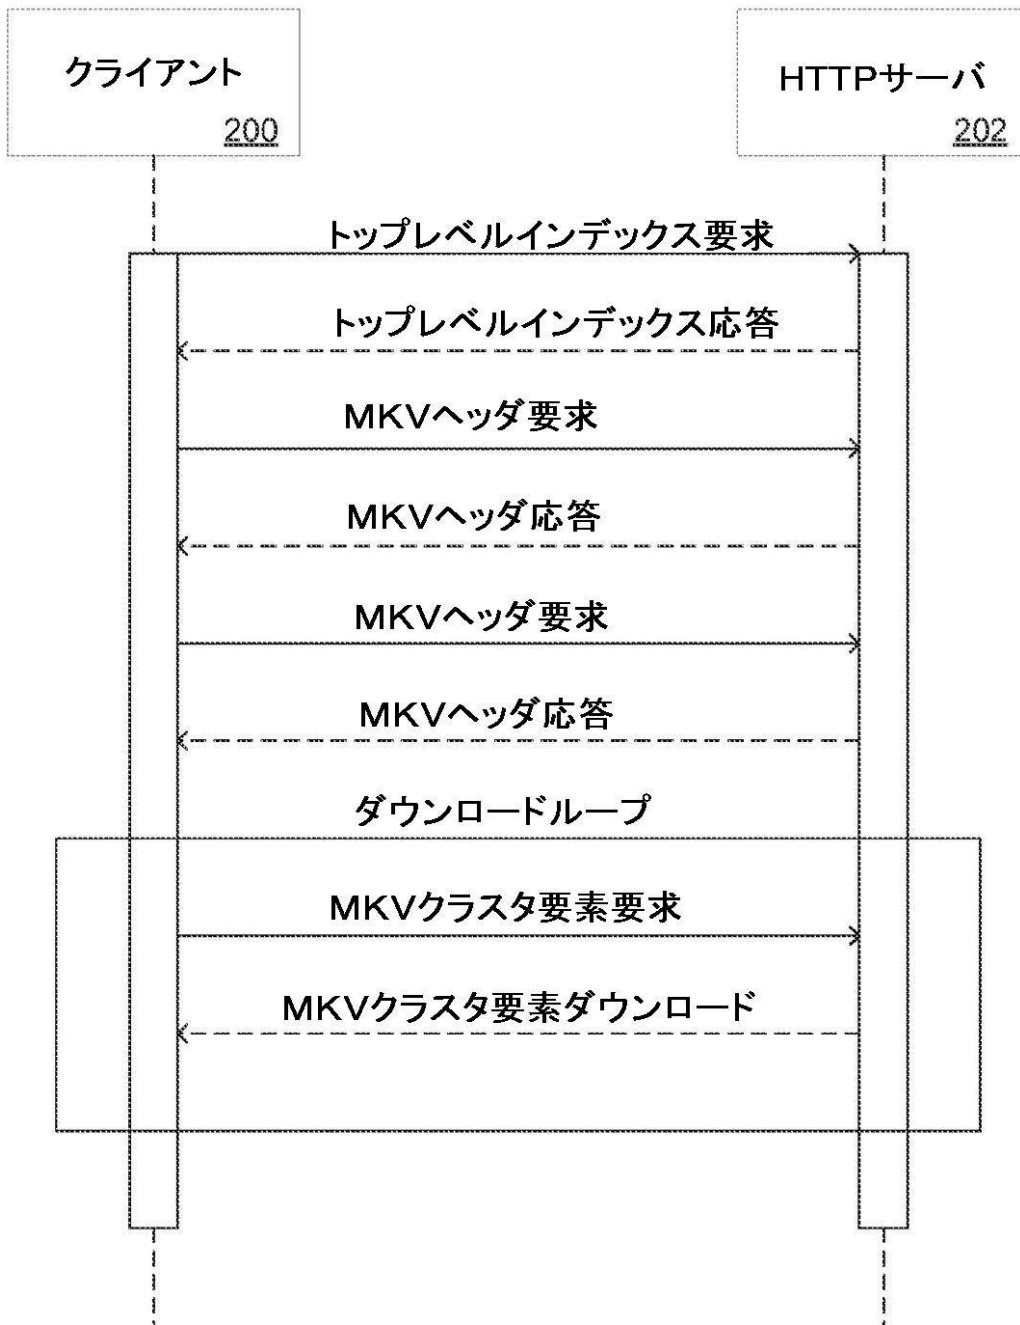 クライアント
200
HTTPサーバ
202
トップレベルインデックス要求
トップレベルインデックス応答
MKVヘッダ要求
MKVヘッダ応答
MKVヘッダ要求
MKVヘッダ応答
ダウンロードループ
MKVクラスタ要素要求
MKVクラスタ要素ダウンロード